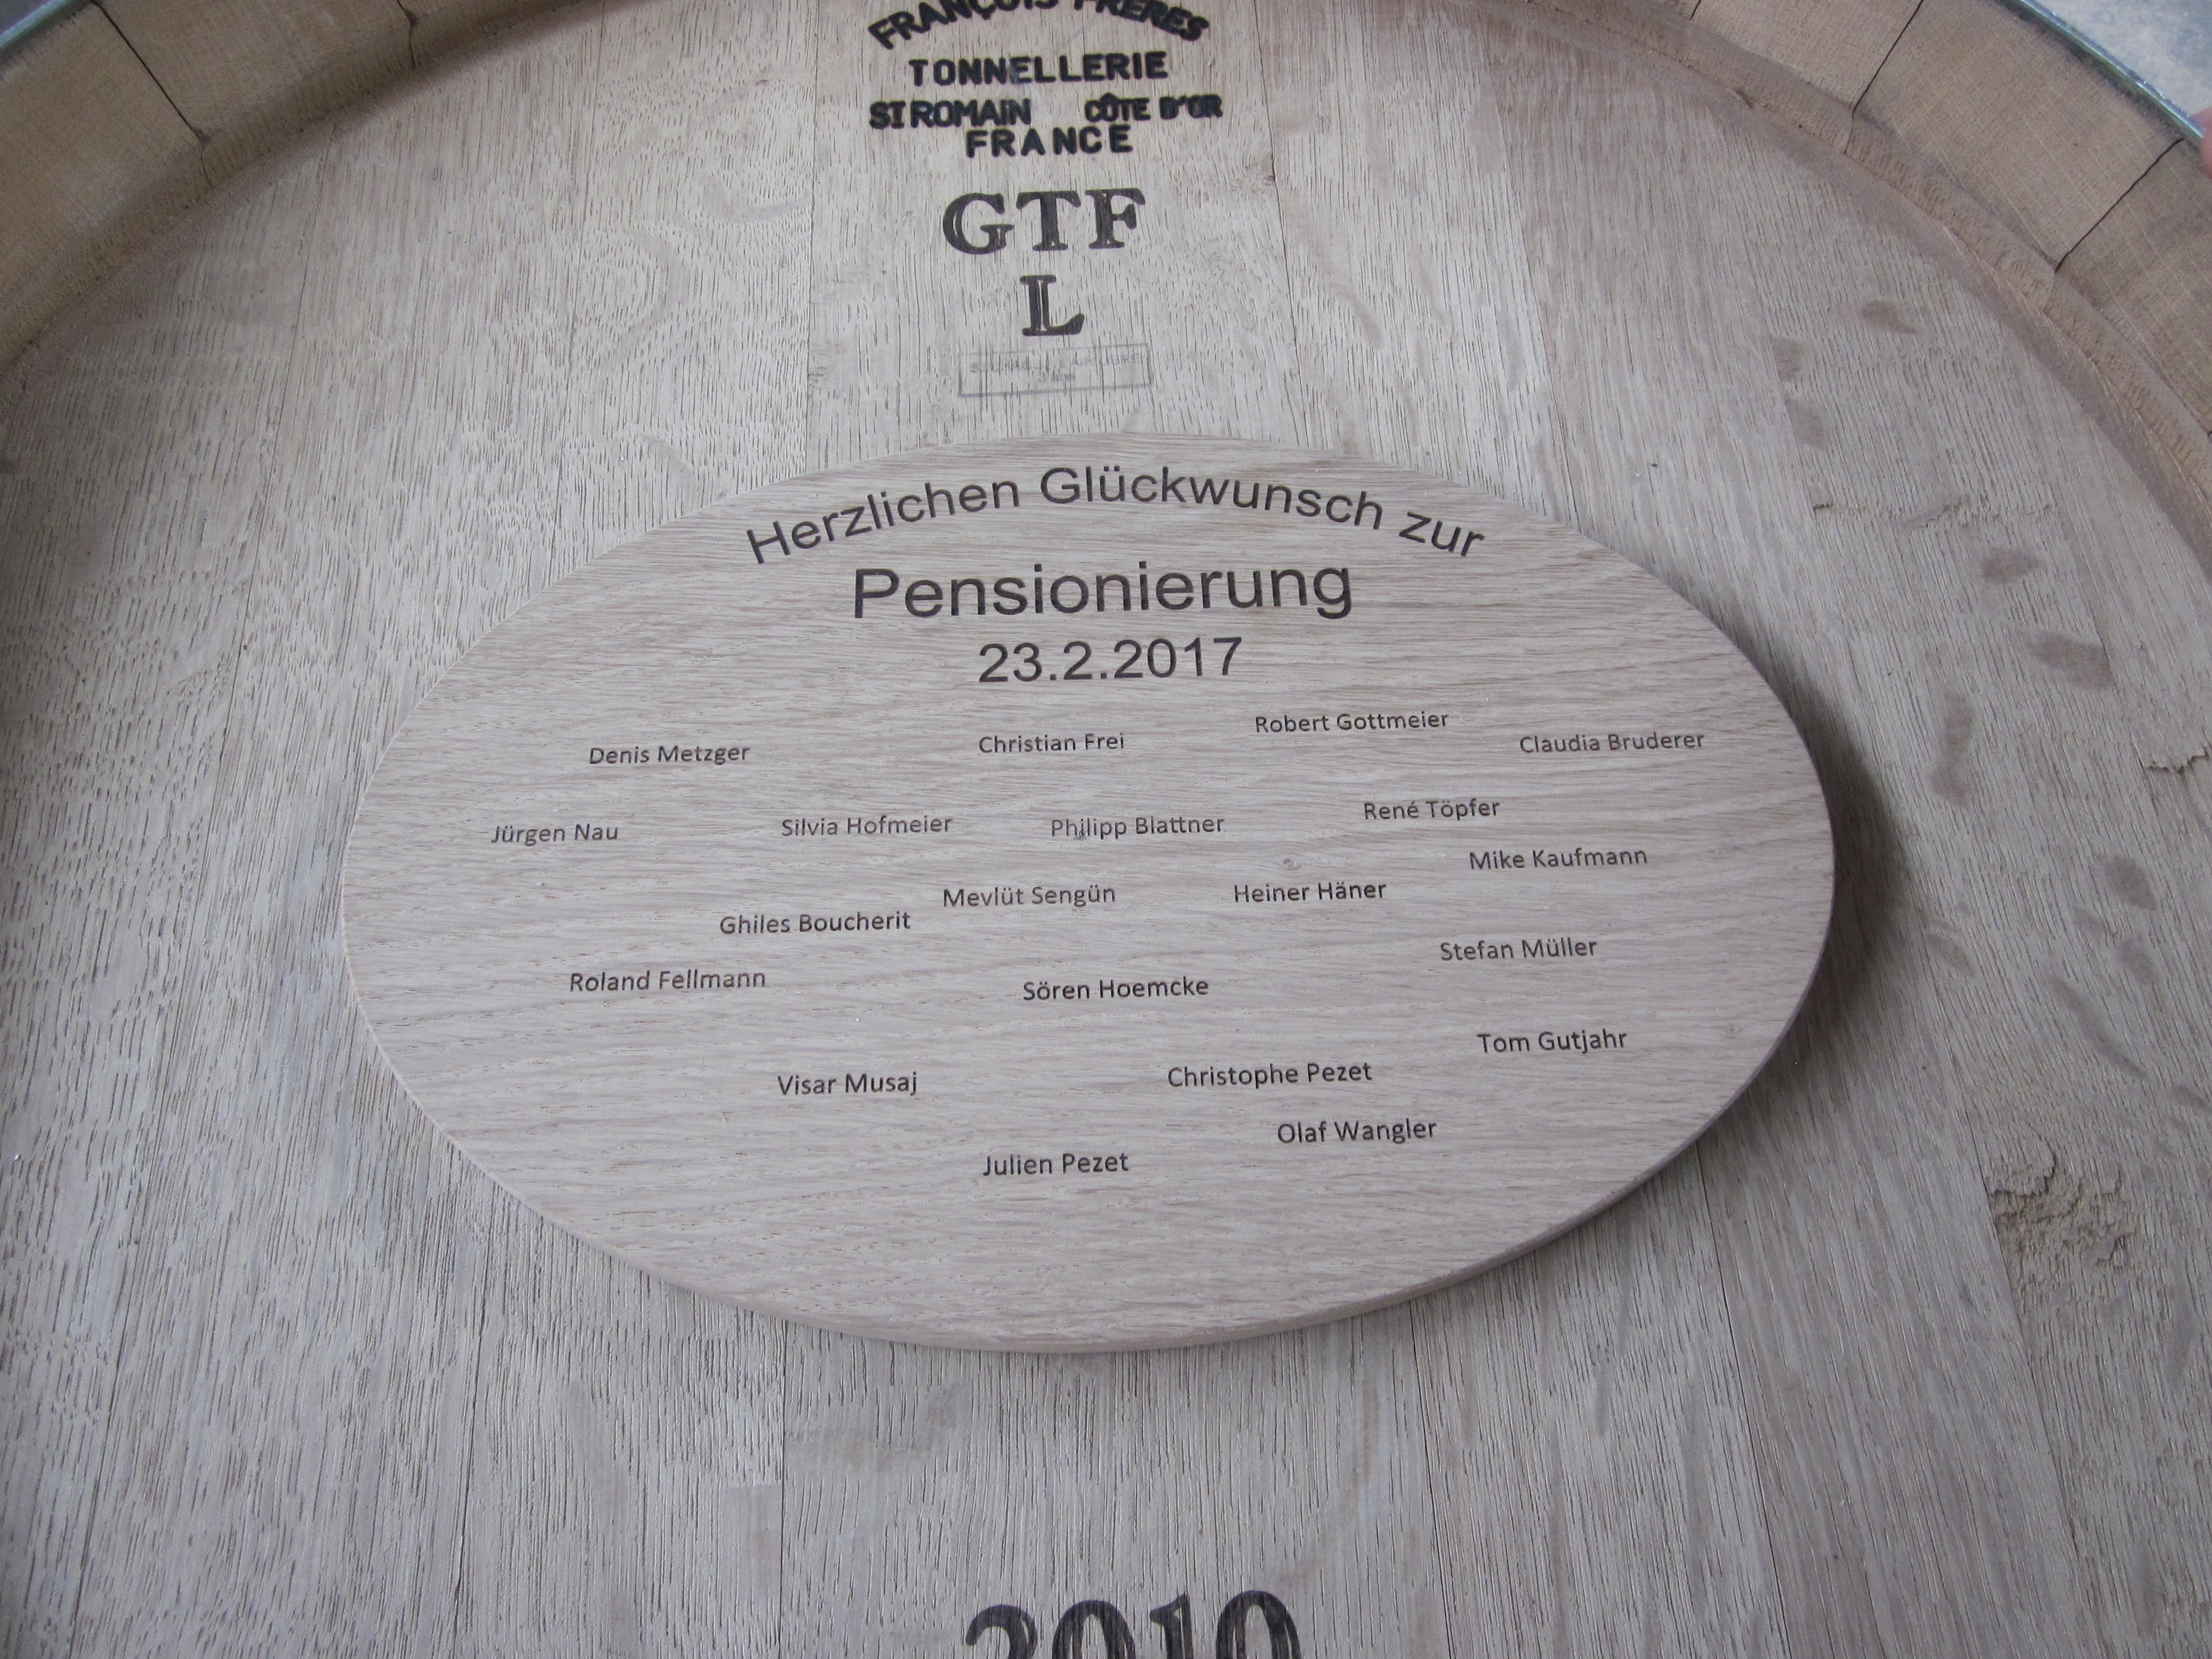 FRANÇOIS FRÈRES
TONNELLERIE
ST ROMAIN CÔTE D'OR
FRANCE
GTF
L
Herzlichen Glückwunsch zur
Pensionierung
23.2.2017
Denis Metzger Christian Frei Robert Gottmeier Claudia Bruderer
Jürgen Nau Silvia Hofmeier Philipp Blattner René Töpfer
Mike Kaufmann
Ghiles Boucherit Mevlüt Sengün Heiner Häner
Stefan Müller
Roland Fellmann Sören Hoemcke
Tom Gutjahr
Visar Musaj Christophe Pezet
Olaf Wangler
Julien Pezet
2010